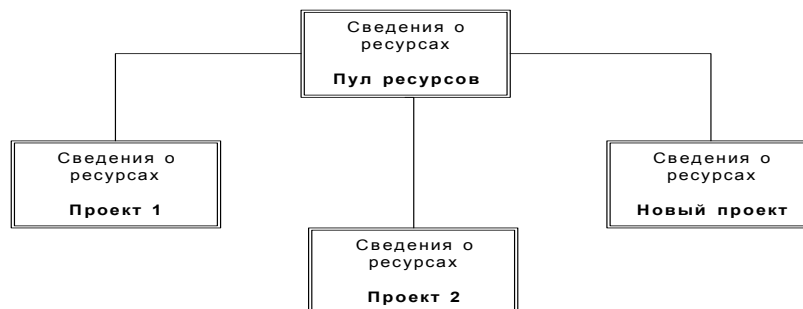 Сведения о
ресурсах
Пул ресурсов
Сведения о
ресурсах
Проект 1
Сведения о
ресурсах
Новый проект
Сведения о
ресурсах
Проект 2